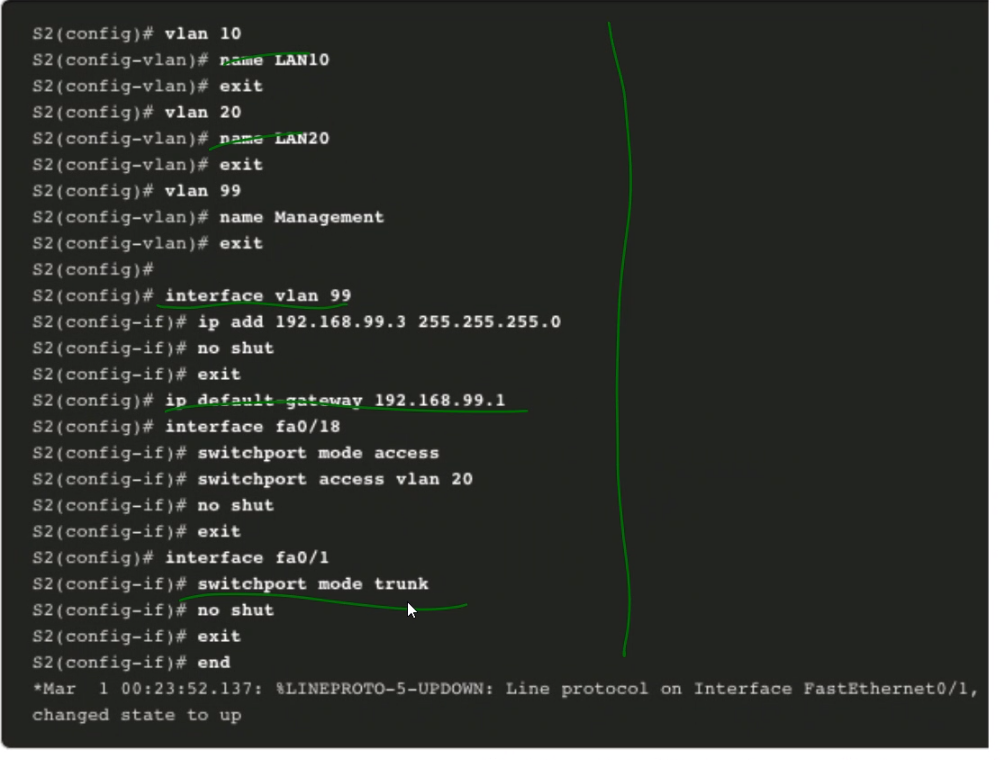 S2(config)# vlan 10
S2(config-vlan)# name LAN10
S2(config-vlan)# exit
S2(config)# vlan 20
S2(config-vlan)# name LAN20
S2(config-vlan)# exit
S2(config)# vlan 99
S2(config-vlan)# name Management
S2(config-vlan)# exit
S2(config)#
S2(config)# interface vlan 99
S2(config-if)# ip add 192.168.99.3 255.255.255.0
S2(config-if)# no shut
S2(config-if)# exit
S2(config)# ip default-gateway 192.168.99.1
S2(config)# interface fa0/18
S2(config-if)# switchport mode access
S2(config-if)# switchport access vlan 20
S2(config-if)# no shut
S2(config-if)# exit
S2(config)# interface fa0/1
S2(config-if)# switchport mode trunk
S2(config-if)# no shut
S2(config-if)# exit
S2(config-if)# end
*Mar  1 00:23:52.137: %LINEPROTO-5-UPDOWN: Line protocol on Interface FastEthernet0/1,
changed state to up